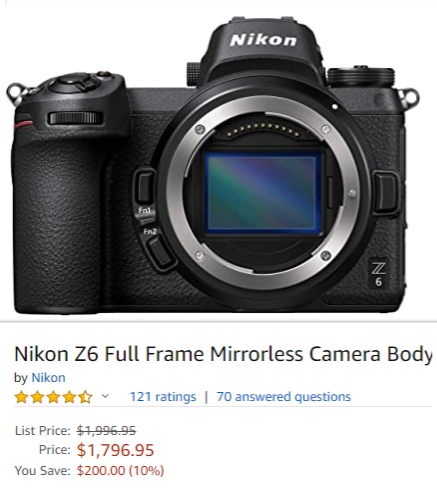 Nikon
Fn1
Fn2
Z
6
Nikon Z6 Full Frame Mirrorless Camera Body
by Nikon
121 ratings | 70 answered questions
List Price: $1,996.95
Price: $1,796.95
You Save: $200.00 (10%)